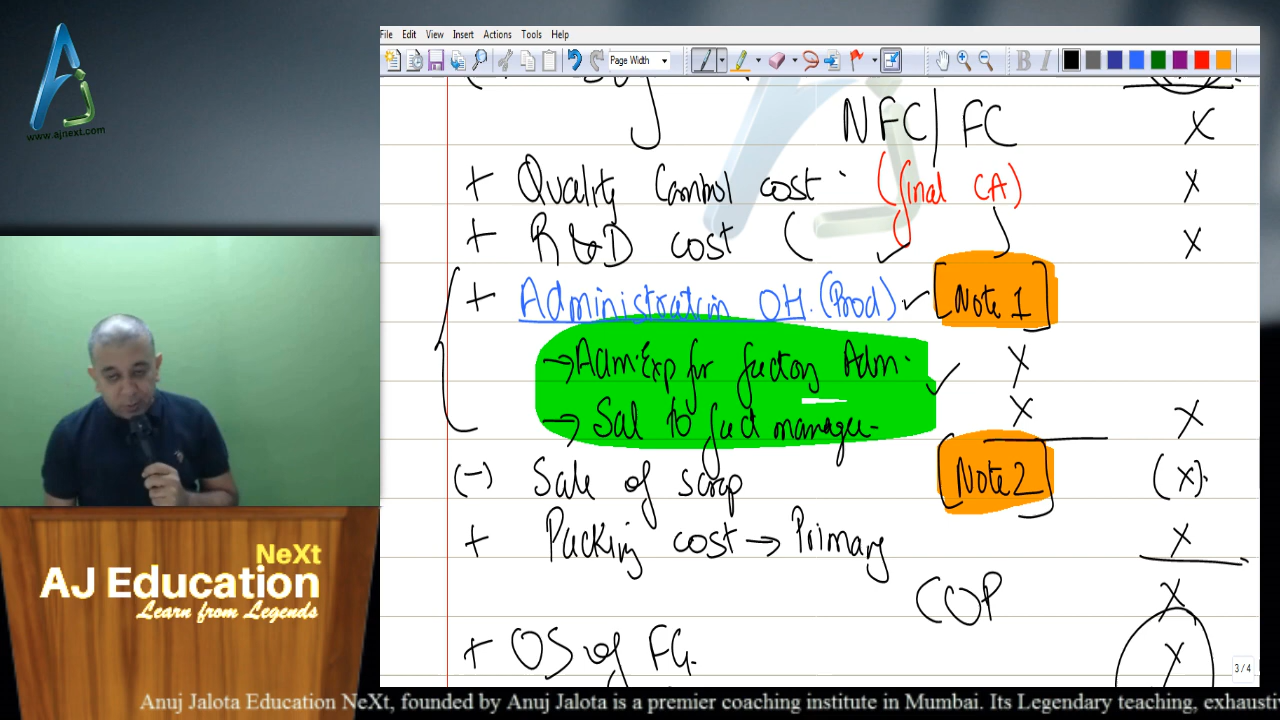 File Edit View Insert Actions Tools Help
Page Width
B I
www.ajnext.com
NFC | FC X
+ Quality Control cost (final CA) X
+ R&D cost ( ) X
+ Administration OH. (Prod) [Note 1]
→ Adm. Exp for factory Adm. X
→ Sal to fact manager X X
(-) Sale of scrap [Note 2] (X)
+ Packing cost → Primary X
COP X
+ OS of FG. X
3/4
NeXt
AJ Education
Learn from Legends
Anuj Jalota Education NeXt, founded by Anuj Jalota is a premier coaching institute in Mumbai. Its Legendary teaching, exhausti